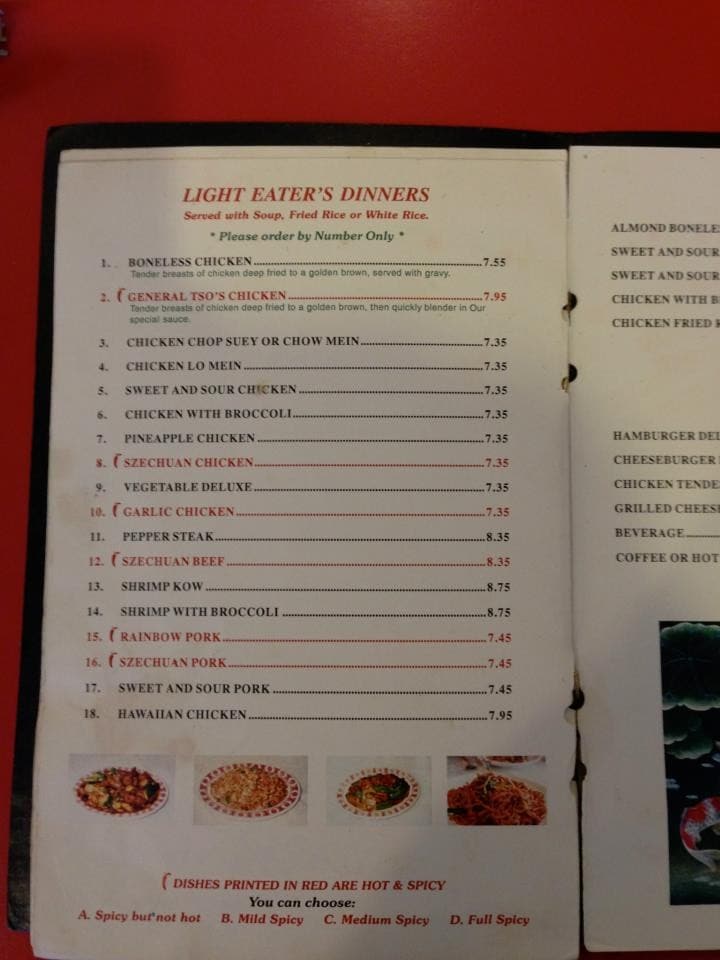 LIGHT EATER'S DINNERS
Served with Soup, Fried Rice or White Rice.
* Please order by Number Only *
1. BONELESS CHICKEN 7.55
Tender breasts of chicken deep fried to a golden brown, served with gravy.
2. GENERAL TSO'S CHICKEN 7.95
Tender breasts of chicken deep fried to a golden brown, then quickly blender in Our
special sauce.
3. CHICKEN CHOP SUEY OR CHOW MEIN 7.35
4. CHICKEN LO MEIN 7.35
5. SWEET AND SOUR CHICKEN 7.35
6. CHICKEN WITH BROCCOLI 7.35
7. PINEAPPLE CHICKEN 7.35
8. SZECHUAN CHICKEN 7.35
9. VEGETABLE DELUXE 7.35
10. GARLIC CHICKEN 7.35
11. PEPPER STEAK 8.35
12. SZECHUAN BEEF 8.35
13. SHRIMP KOW 8.75
14. SHRIMP WITH BROCCOLI 8.75
15. RAINBOW PORK 7.45
16. SZECHUAN PORK 7.45
17. SWEET AND SOUR PORK 7.45
18. HAWAIIAN CHICKEN 7.95
DISHES PRINTED IN RED ARE HOT & SPICY
You can choose:
A. Spicy but not hot B. Mild Spicy C. Medium Spicy D. Full Spicy
ALMOND
SWEET AND SOUR
SWEET AND SOUR
CHICKEN WITH
CHICKEN FRIED
HAMBURGER
CHEESEBURGER
CHICKEN
GRILLED
BEVERAGE
COFFEE OR HOT